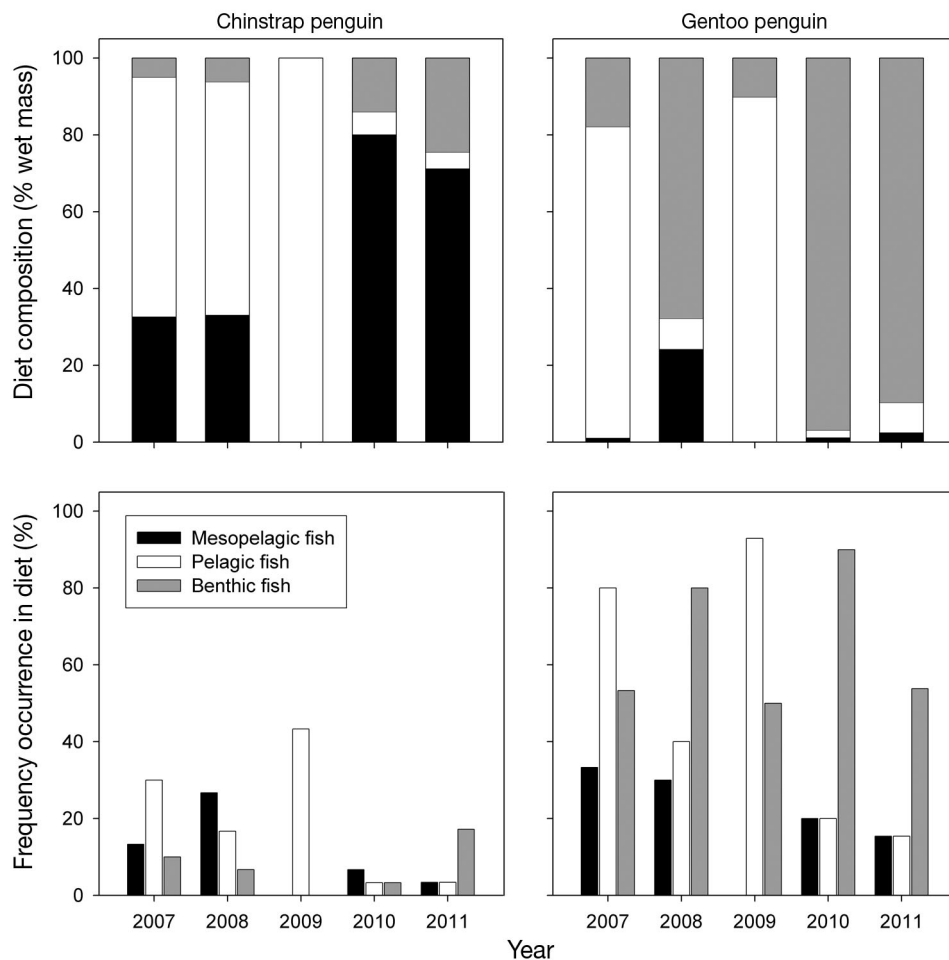 Chinstrap penguin
Gentoo penguin
Diet composition (% wet mass)
100
80
60
40
20
0
Frequency occurrence in diet (%)
100
80
60
40
20
0
Mesopelagic fish
Pelagic fish
Benthic fish
2007 2008 2009 2010 2011
2007 2008 2009 2010 2011
Year